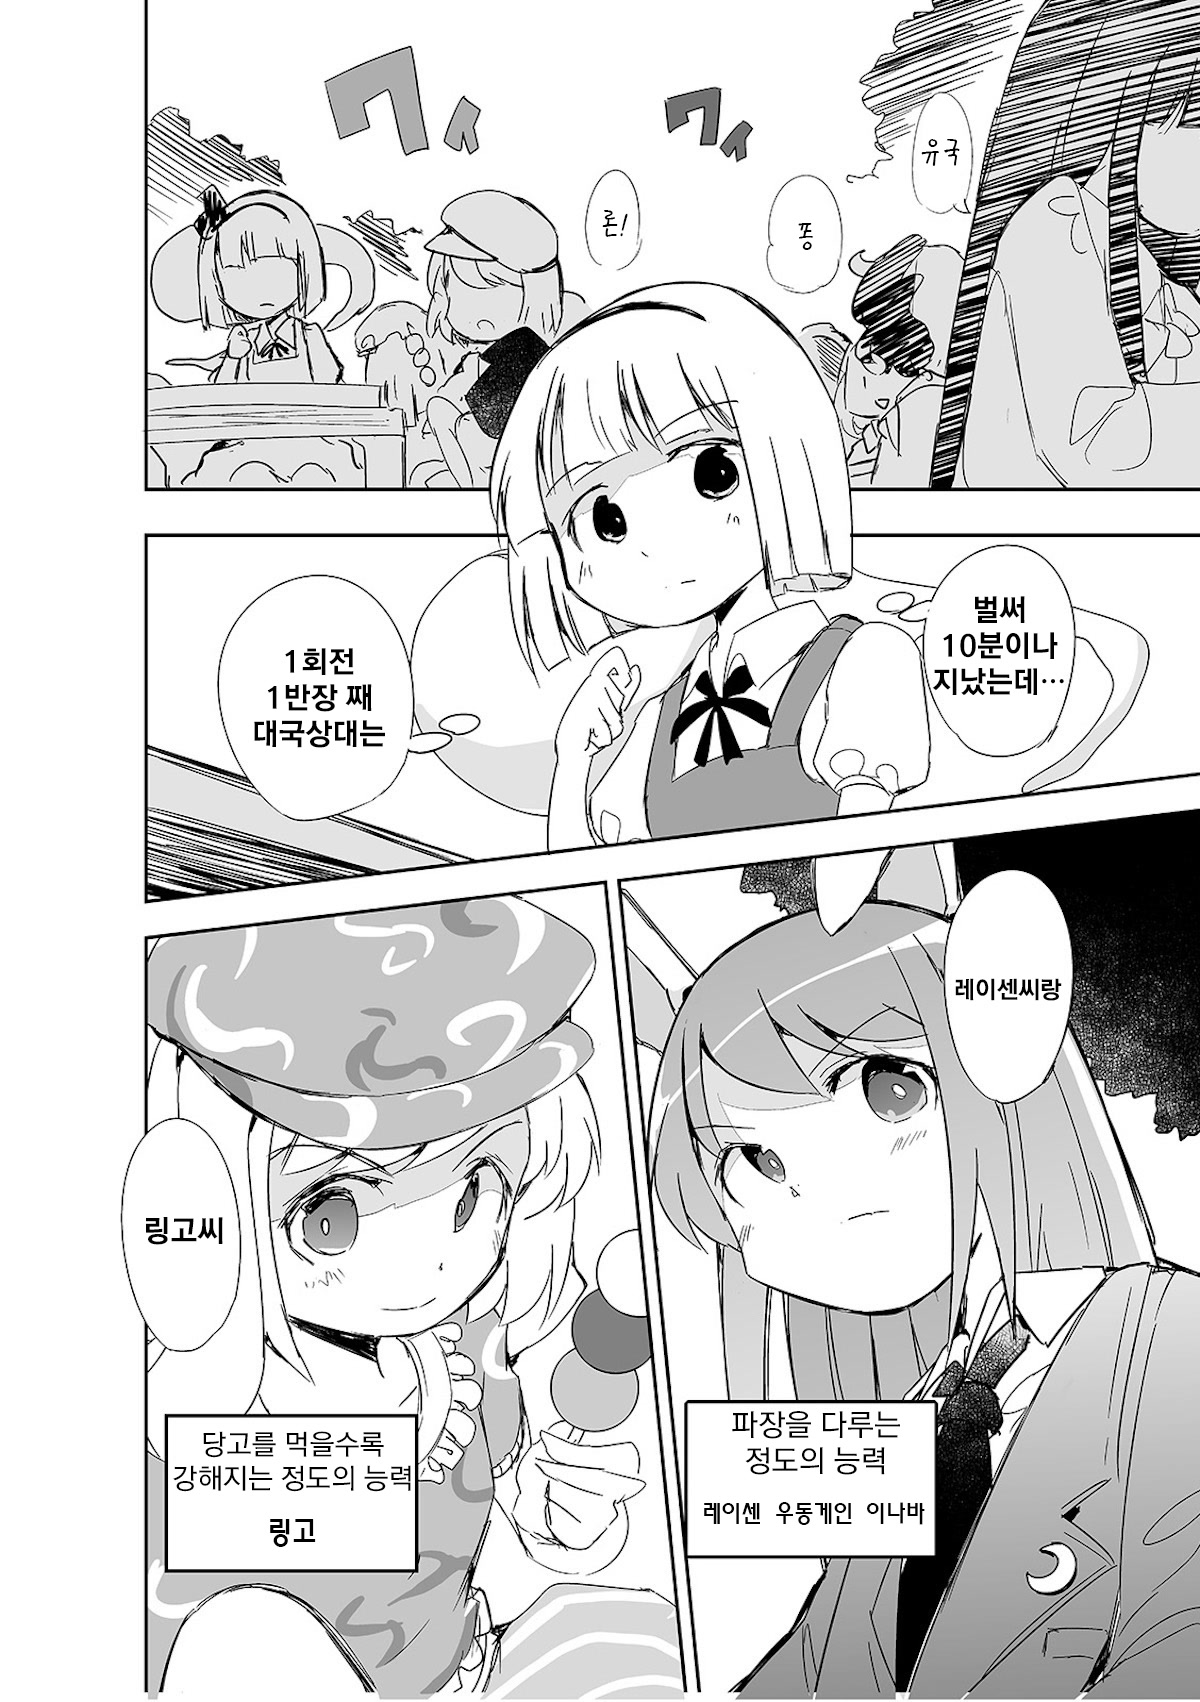 유국
퐁
론!
ワイ
ワイ
벌써
10분이나
지났는데…
1회전
1반장 째
대국상대는
레이센씨랑
파장을 다루는
정도의 능력
레이센 우동게인 이나바
링고씨
당고를 먹을수록
강해지는 정도의 능력
링고